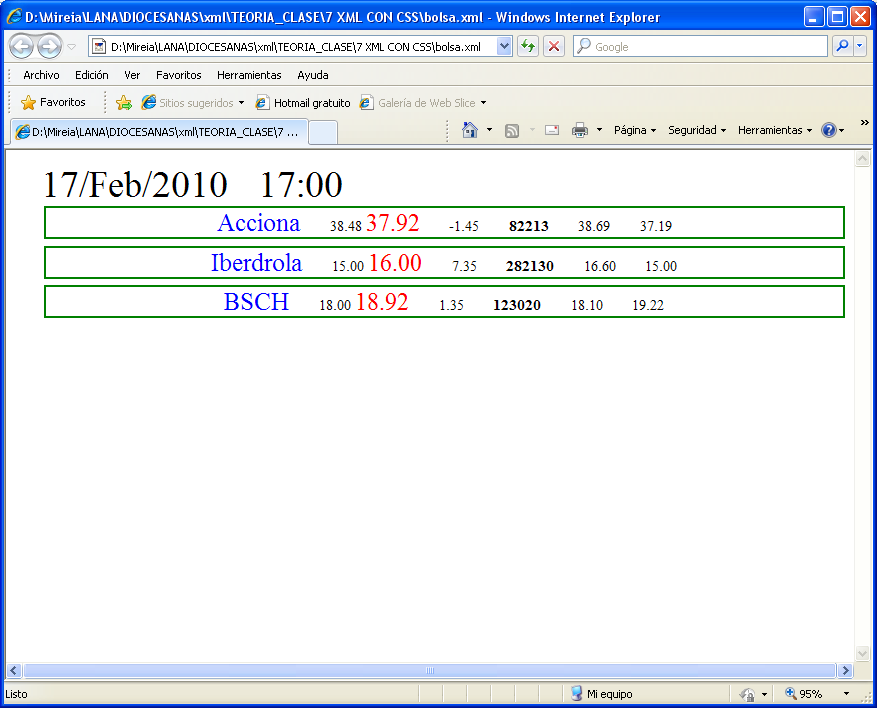 D:\Mireia\LANA\DIOCESANAS\xml\TEORIA_CLASE\7 XML CON CSS\bolsa.xml - Windows Internet Explorer
D:\Mireia\LANA\DIOCESANAS\xml\TEORIA_CLASE\7 XML CON CSS\bolsa.xml Google
Archivo Edición Ver Favoritos Herramientas Ayuda
Favoritos Sitios sugeridos Hotmail gratuito Galería de Web Slice
D:\Mireia\LANA\DIOCESANAS\xml\TEORIA_CLASE\7 ... Página Seguridad Herramientas
17/Feb/2010 17:00
Acciona 38.48 37.92 -1.45 82213 38.69 37.19
Iberdrola 15.00 16.00 7.35 282130 16.60 15.00
BSCH 18.00 18.92 1.35 123020 18.10 19.22
Listo Mi equipo 95%